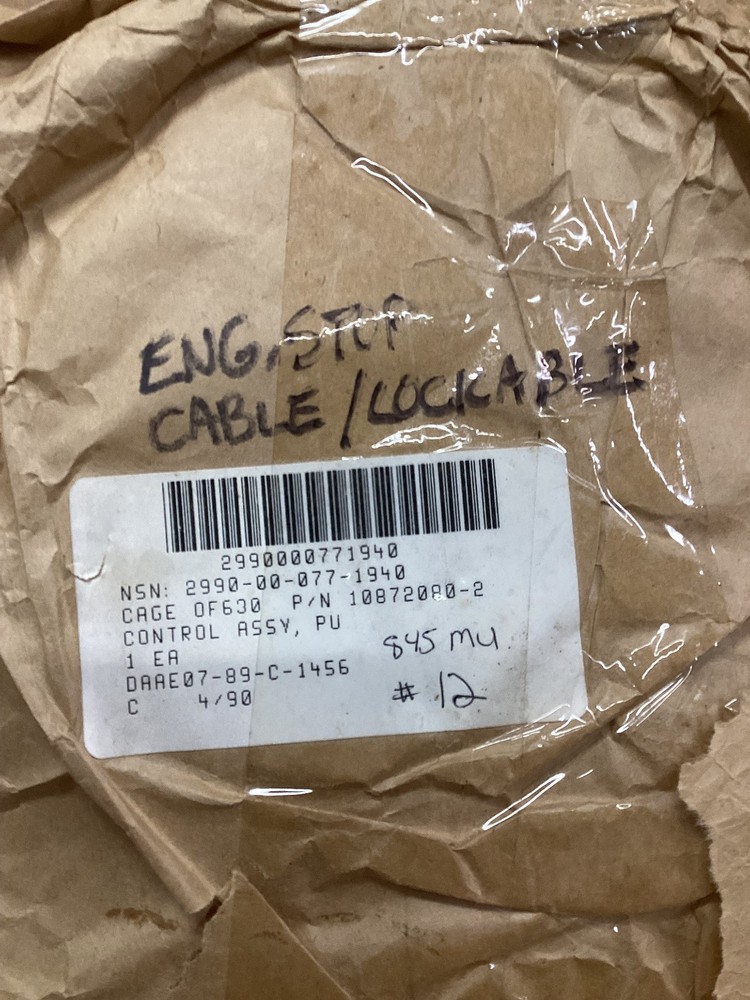 ENG. STOP
CABLE / LOCKABLE
2990000771940
NSN: 2990-00-077-1940
CAGE OF630 P/N 10872080-2
CONTROL ASSY, PU
1 EA
DAAE07-89-C-1456
C 4/90
845 MU
# 12